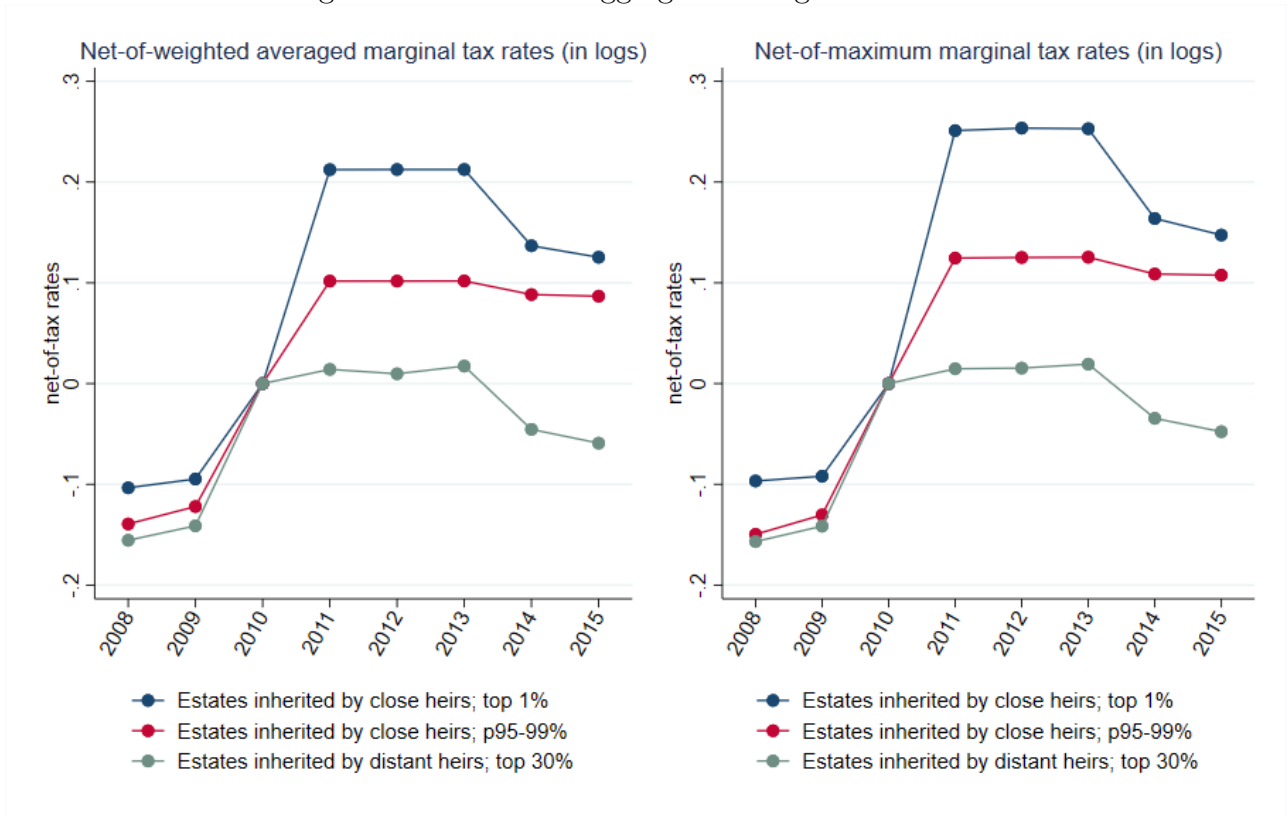 Net-of-weighted averaged marginal tax rates (in logs)
.3
.2
.1
0
-.1
-.2
net-of-tax rates
2008
2009
2010
2011
2012
2013
2014
2015
Estates inherited by close heirs; top 1%
Estates inherited by close heirs; p95-99%
Estates inherited by distant heirs; top 30%
Net-of-maximum marginal tax rates (in logs)
.3
.2
.1
0
-.1
-.2
net-of-tax rates
2008
2009
2010
2011
2012
2013
2014
2015
Estates inherited by close heirs; top 1%
Estates inherited by close heirs; p95-99%
Estates inherited by distant heirs; top 30%